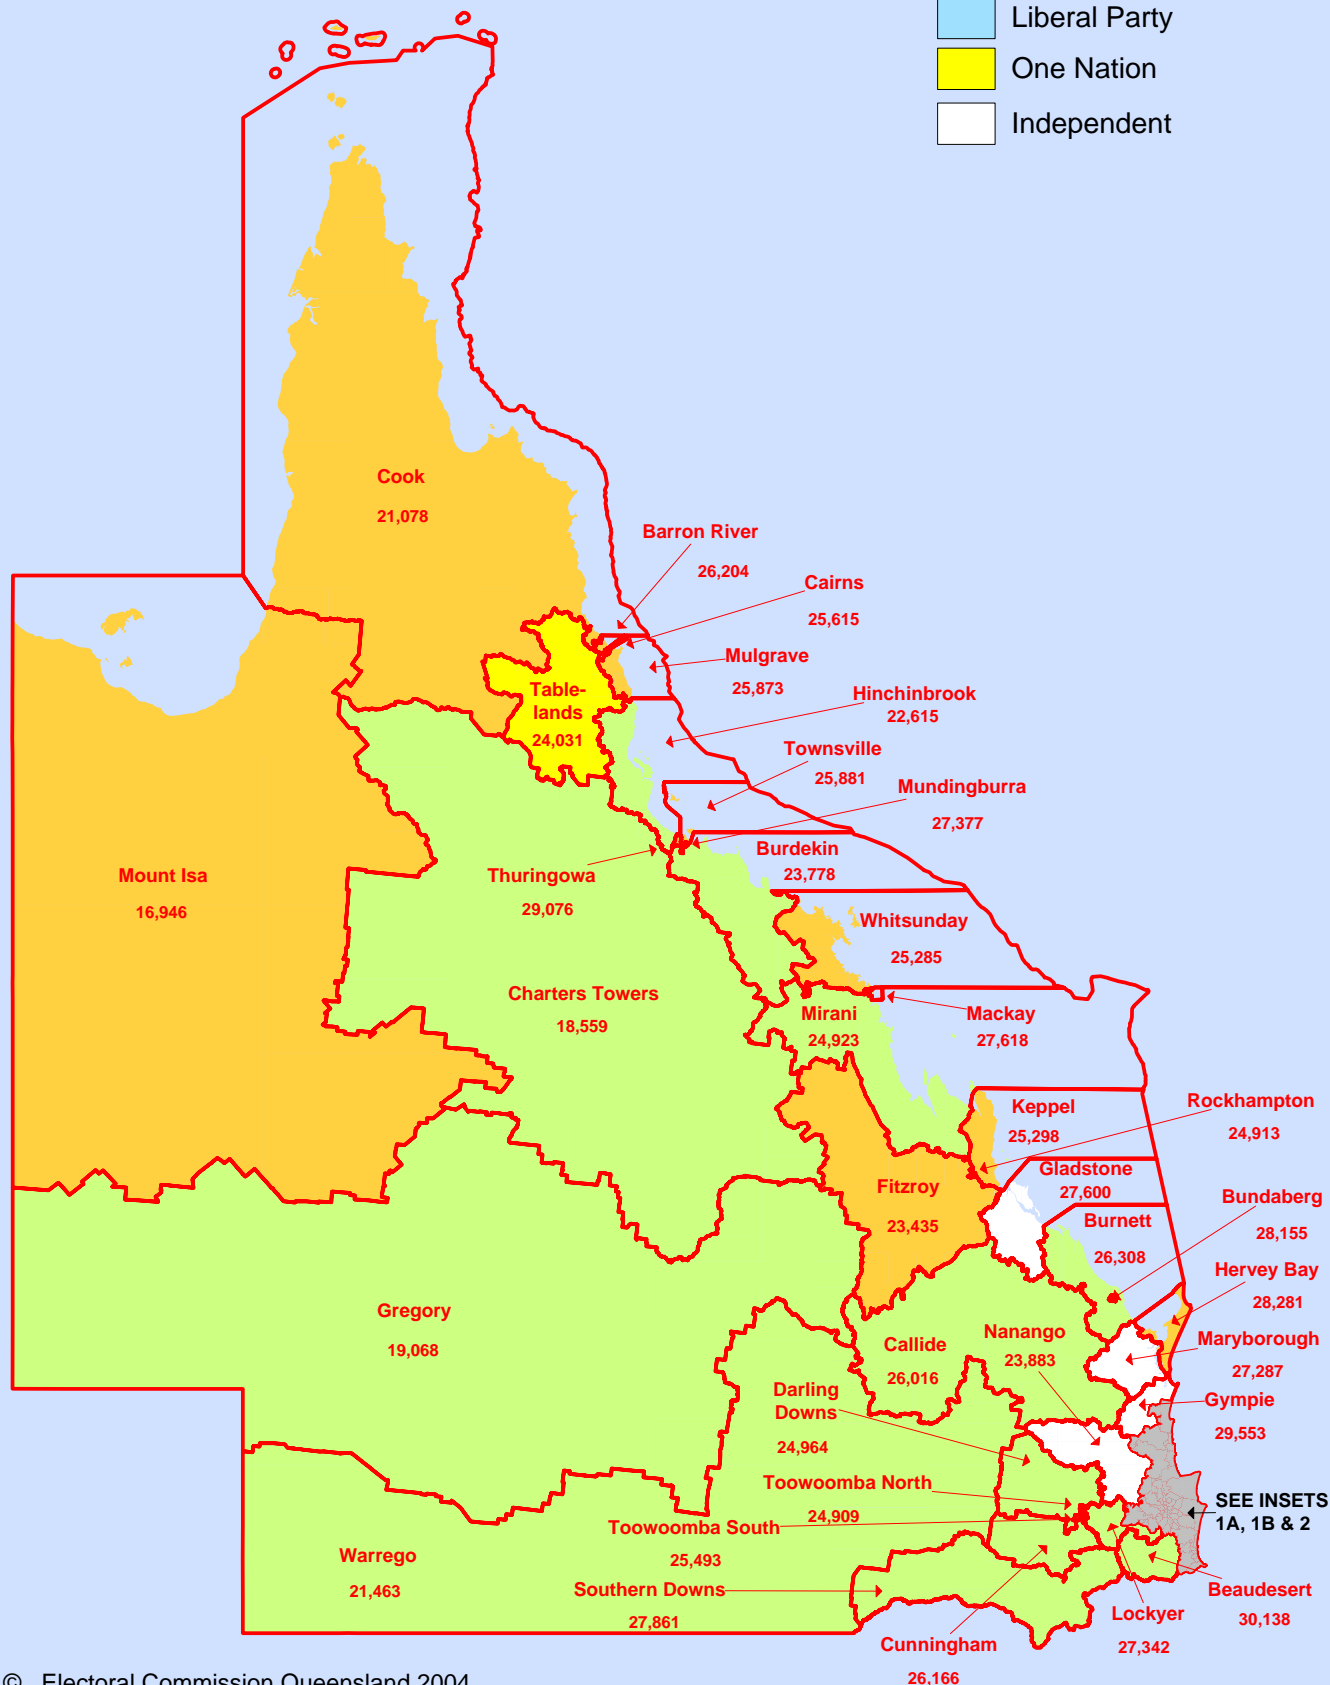 Liberal Party
One Nation
Independent
Cook
21,078
Barron River
26,204
Cairns
25,615
Mulgrave
25,873
Table-
lands
24,031
Hinchinbrook
22,615
Townsville
25,881
Mundingburra
27,377
Burdekin
23,778
Mount Isa
16,946
Thuringowa
29,076
Whitsunday
25,285
Charters Towers
18,559
Mirani
24,923
Mackay
27,618
Keppel
25,298
Rockhampton
24,913
Gladstone
27,600
Fitzroy
23,435
Burnett
26,308
Bundaberg
28,155
Hervey Bay
28,281
Gregory
19,068
Callide
26,016
Nanango
23,883
Maryborough
27,287
Darling
Downs
24,964
Gympie
29,553
Toowoomba North
24,909
Toowoomba South
25,493
SEE INSETS
1A, 1B & 2
Warrego
21,463
Southern Downs
27,861
Beaudesert
30,138
Lockyer
27,342
Cunningham
26,166
© Electoral Commission Queensland 2004